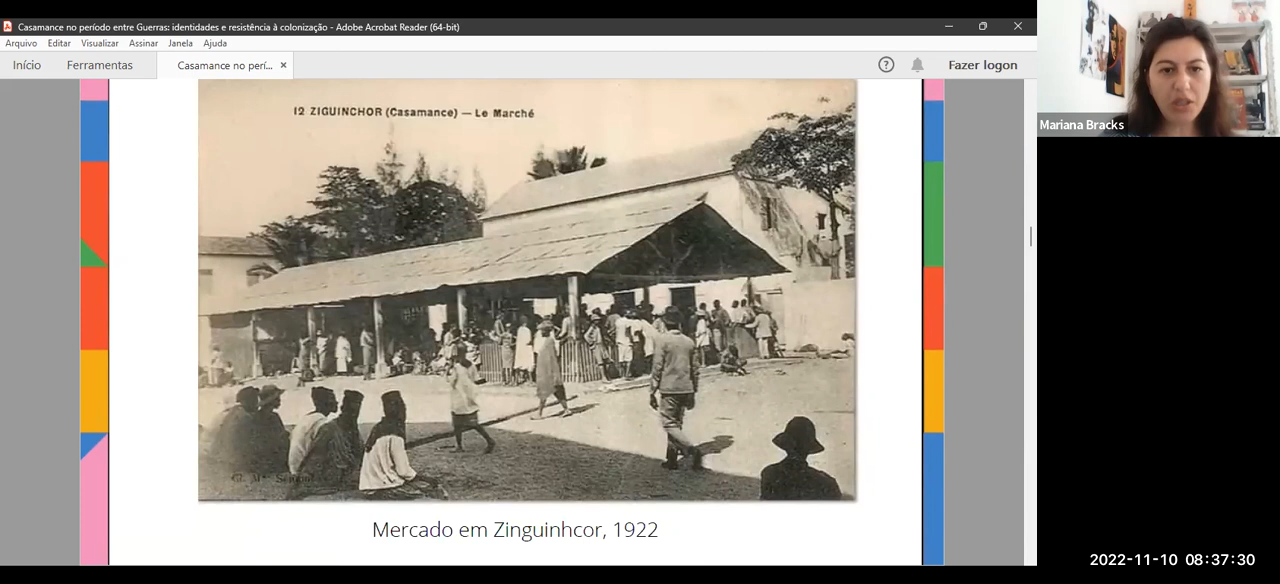 Casamance no período entre Guerras: identidades e resistência à colonização - Adobe Acrobat Reader (64-bit)
Arquivo Editar Visualizar Assinar Janela Ajuda
Início Ferramentas Casamance no perí... × Fazer logon
12 ZIGUINCHOR (Casamance) — Le Marché
Mercado em Zinguinhcor, 1922
Mariana Bracks
2022-11-10 08:37:30